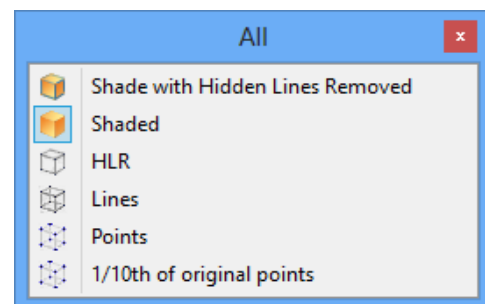 All
x
Shade with Hidden Lines Removed
Shaded
HLR
Lines
Points
1/10th of original points